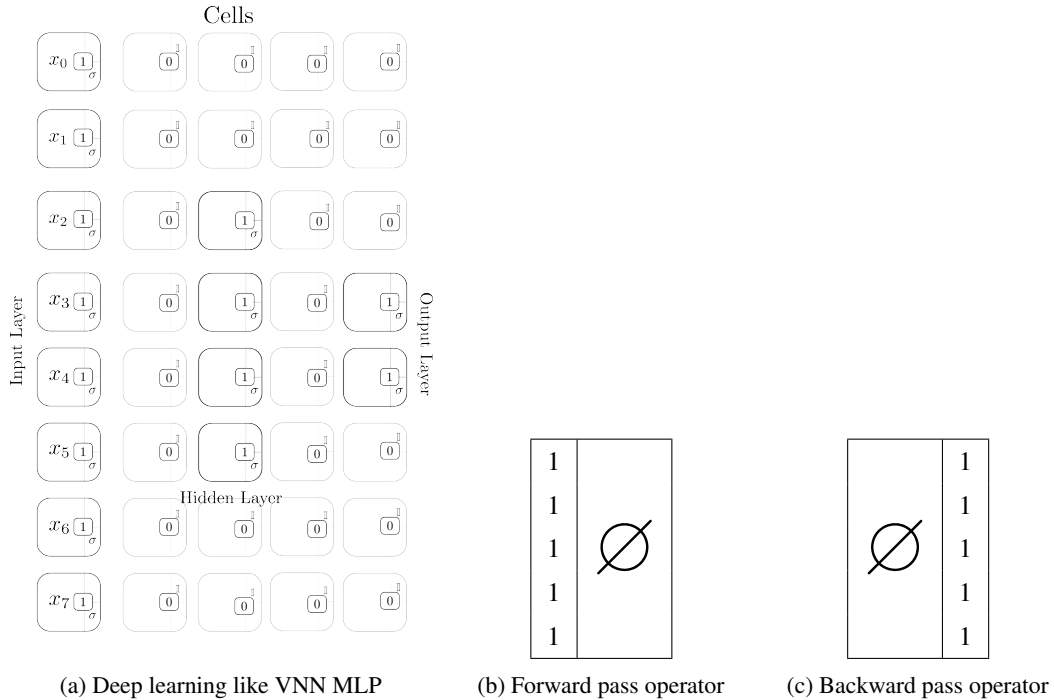 Cells
x0 1 σ 0 𝕀 0 𝕀 0 𝕀 0 𝕀
x1 1 σ 0 𝕀 0 𝕀 0 𝕀 0 𝕀
x2 1 σ 0 𝕀 1 σ 0 𝕀 0 𝕀
x3 1 σ 0 𝕀 1 σ 0 𝕀 1 σ
x4 1 σ 0 𝕀 1 σ 0 𝕀 1 σ
x5 1 σ 0 𝕀 1 σ 0 𝕀 0 𝕀
x6 1 σ 0 𝕀 0 𝕀 0 𝕀 0 𝕀
x7 1 σ 0 𝕀 0 𝕀 0 𝕀 0 𝕀
Input Layer
Hidden Layer
Output Layer
(a) Deep learning like VNN MLP
1
1
1
1
1
∅
(b) Forward pass operator
∅
1
1
1
1
1
(c) Backward pass operator